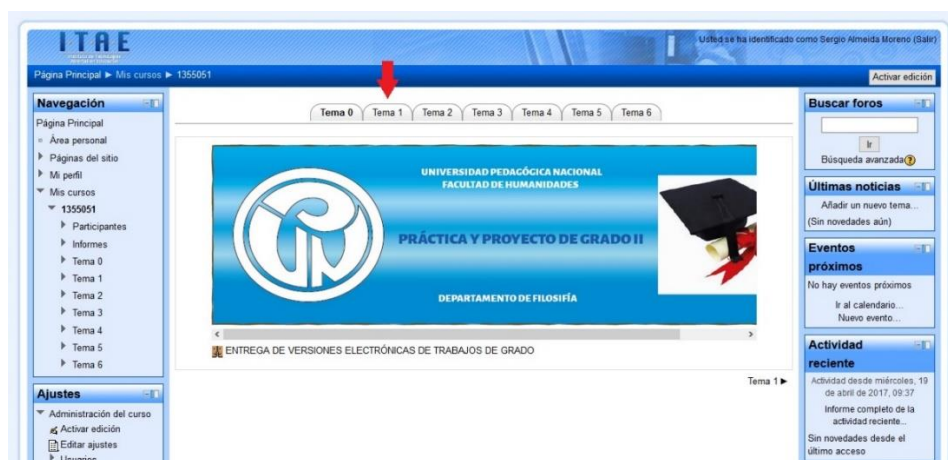 ITAE
Usted se ha identificado como Sergio Almeida Moreno (Salir)
Página Principal ► Mis cursos ► 1355051
Activar edición
Navegación
Página Principal
Área personal
Páginas del sitio
Mi perfil
Mis cursos
1355051
Participantes
Informes
Tema 0
Tema 1
Tema 2
Tema 3
Tema 4
Tema 5
Tema 6
Ajustes
Administración del curso
Activar edición
Editar ajustes
Usuarios
Tema 0 Tema 1 Tema 2 Tema 3 Tema 4 Tema 5 Tema 6
UNIVERSIDAD PEDAGÓGICA NACIONAL
FACULTAD DE HUMANIDADES
PRÁCTICA Y PROYECTO DE GRADO II
DEPARTAMENTO DE FILOSIFÍA
ENTREGA DE VERSIONES ELECTRÓNICAS DE TRABAJOS DE GRADO
Tema 1 ►
Buscar foros
Ir
Búsqueda avanzada
Últimas noticias
Añadir un nuevo tema...
(Sin novedades aún)
Eventos
próximos
No hay eventos próximos
Ir al calendario...
Nuevo evento...
Actividad
reciente
Actividad desde miércoles, 19
de abril de 2017, 09:37
Informe completo de la
actividad reciente...
Sin novedades desde el
último acceso